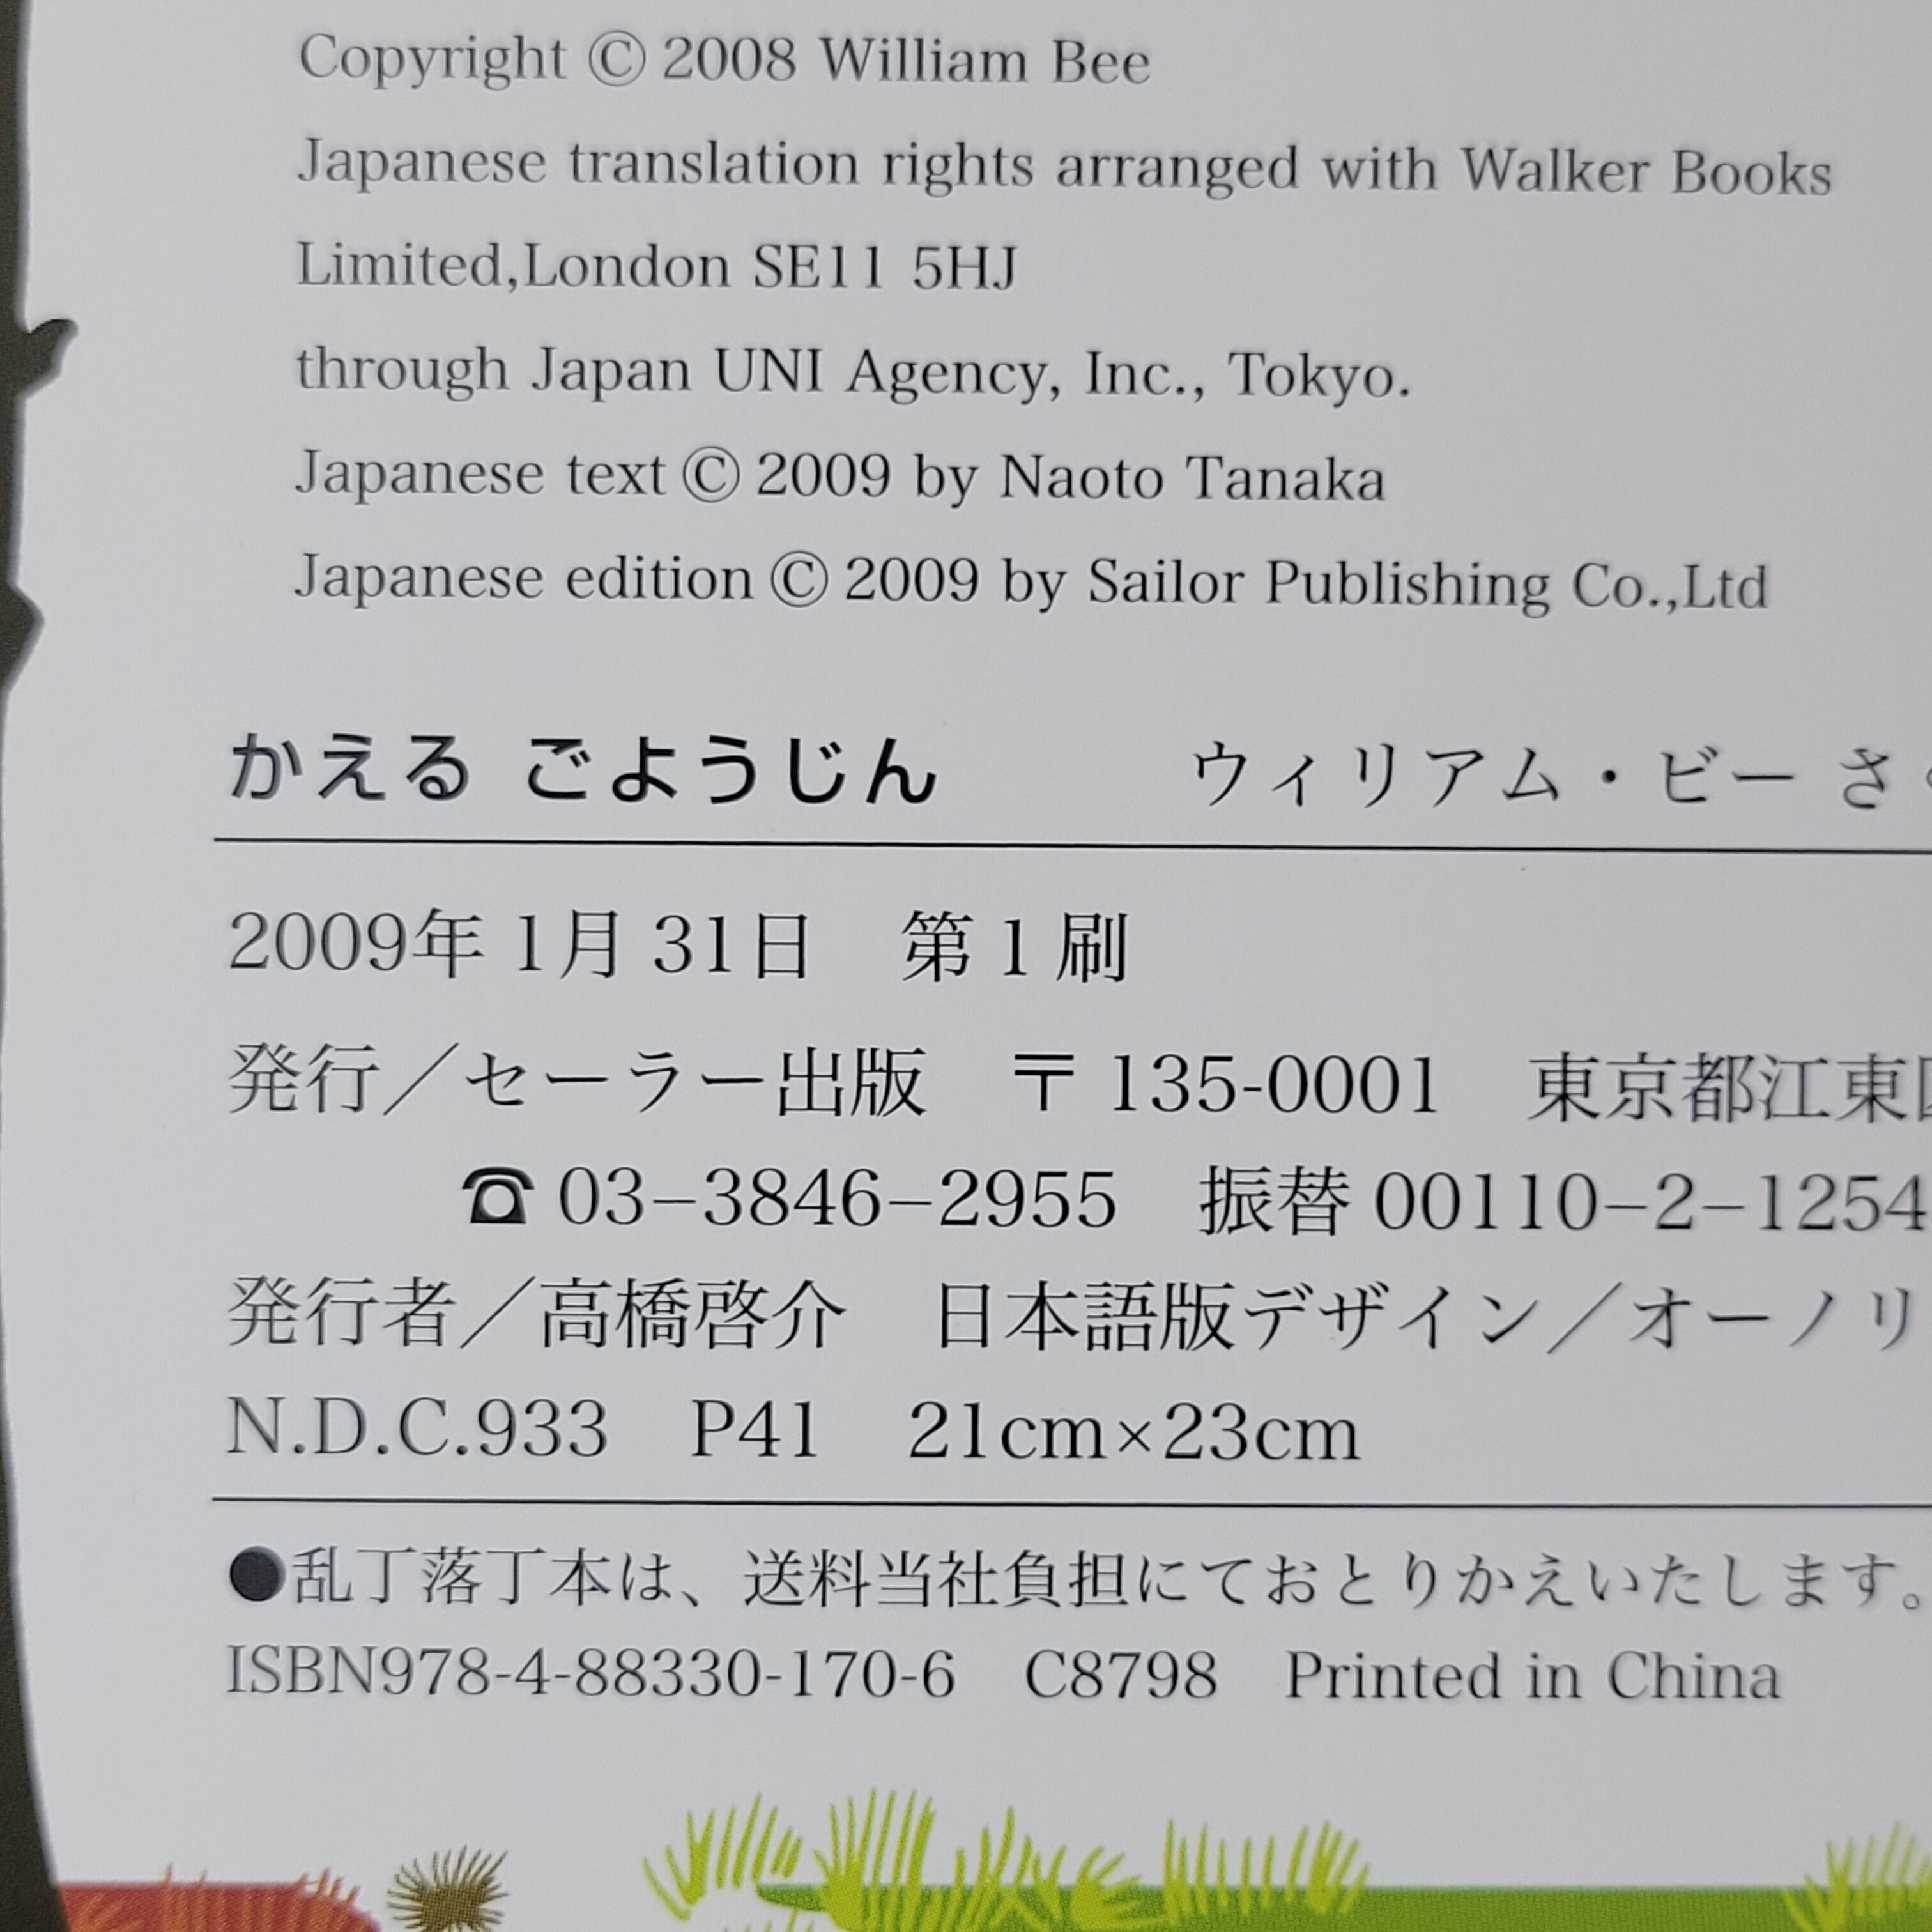 Copyright © 2008 William Bee
Japanese translation rights arranged with Walker Books
Limited,London SE11 5HJ
through Japan UNI Agency, Inc., Tokyo.
Japanese text © 2009 by Naoto Tanaka
Japanese edition © 2009 by Sailor Publishing Co.,Ltd
かえる ごようじん　ウィリアム・ビー さ
2009年 1月 31日　第 1 刷
発行／セーラー出版　〒 135-0001　東京都江東
☎ 03−3846−2955　振替 00110−2−1254
発行者／高橋啓介　日本語版デザイン／オーノリ
N.D.C.933　P41　21cm×23cm
●乱丁落丁本は、送料当社負担にておとりかえいたします。
ISBN978-4-88330-170-6　C8798　Printed in China